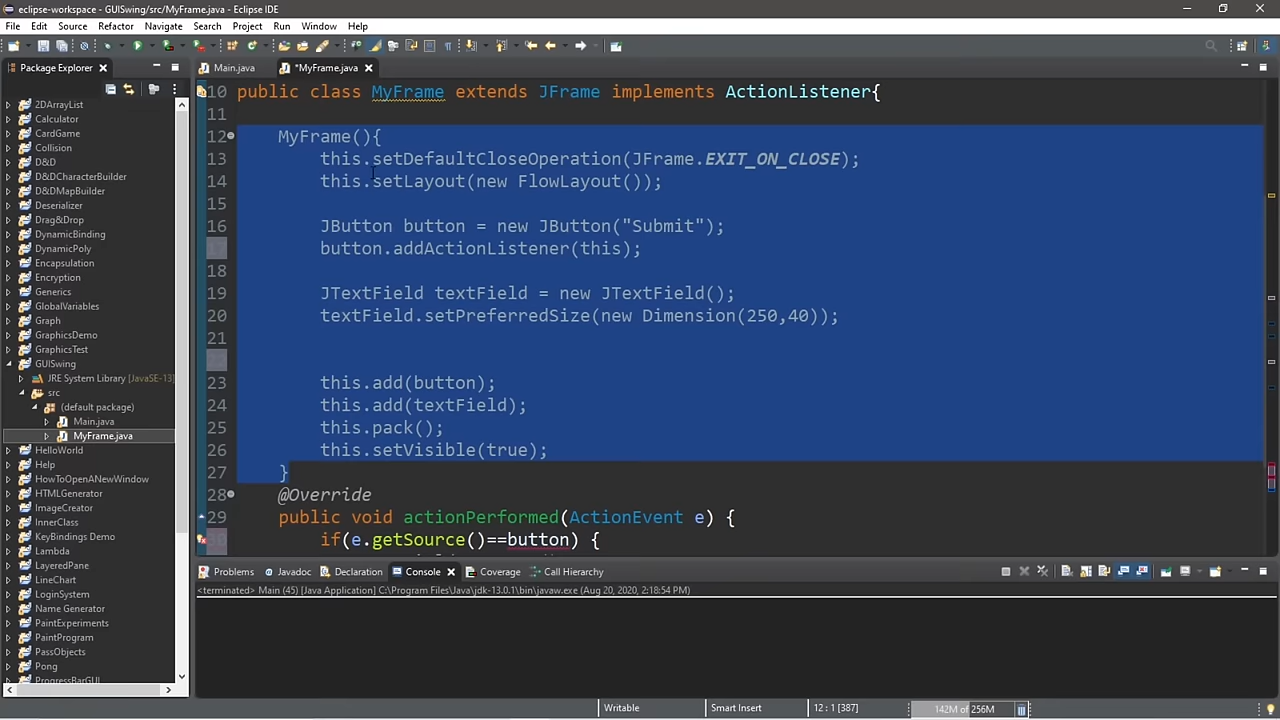 eclipse-workspace - GUISwing/src/MyFrame.java - Eclipse IDE
File Edit Source Refactor Navigate Search Project Run Window Help
Package Explorer
Main.java
*MyFrame.java
2DArrayList
Calculator
CardGame
Collision
D&D
D&DCharacterBuilder
D&DMapBuilder
Deserializer
Drag&Drop
DynamicBinding
DynamicPoly
Encapsulation
Encryption
Generics
GlobalVariables
Graph
GraphicsDemo
GraphicsTest
GUISwing
JRE System Library [JavaSE-13]
src
(default package)
Main.java
MyFrame.java
HelloWorld
Help
HowToOpenANewWindow
HTMLGenerator
ImageCreator
InnerClass
KeyBindings Demo
Lambda
LayeredPane
LineChart
LoginSystem
Name Generator
PaintExperiments
PaintProgram
PassObjects
Pong
ProgressBarGUI
10 public class MyFrame extends JFrame implements ActionListener{
11
12 MyFrame(){
13 this.setDefaultCloseOperation(JFrame.EXIT_ON_CLOSE);
14 this.setLayout(new FlowLayout());
15
16 JButton button = new JButton("Submit");
17 button.addActionListener(this);
18
19 JTextField textField = new JTextField();
20 textField.setPreferredSize(new Dimension(250,40));
21
22
23 this.add(button);
24 this.add(textField);
25 this.pack();
26 this.setVisible(true);
27 }
28 @Override
29 public void actionPerformed(ActionEvent e) {
30 if(e.getSource()==button) {
Problems Javadoc Declaration Console Coverage Call Hierarchy
<terminated> Main (45) [Java Application] C:\Program Files\Java\jdk-13.0.1\bin\javaw.exe (Aug 20, 2020, 2:18:54 PM)
Writable Smart Insert 12 : 1 [387] 142M of 256M